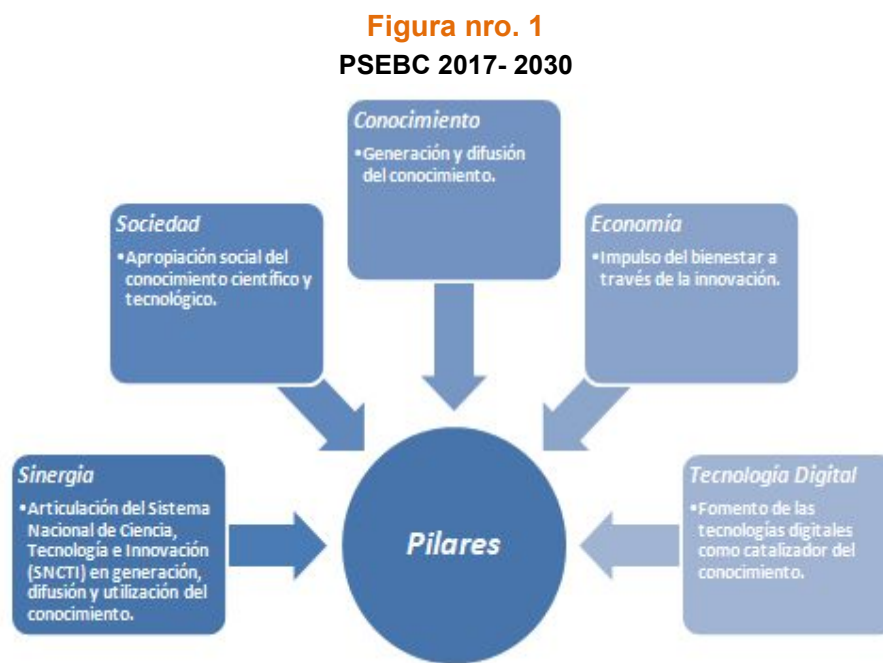 Figura nro. 1
PSEBC 2017- 2030
Conocimiento
•Generación y difusión
del conocimiento.
Sociedad
•Apropiación social del
conocimiento científico y
tecnológico.
Economía
•Impulso del bienestar a
través de la innovación.
Sinergia
•Articulación del Sistema
Nacional de Ciencia,
Tecnología e Innovación
(SNCTI) en generación,
difusión y utilización del
conocimiento.
Pilares
Tecnología Digital
•Fomento de las
tecnologías digitales
como catalizador del
conocimiento.